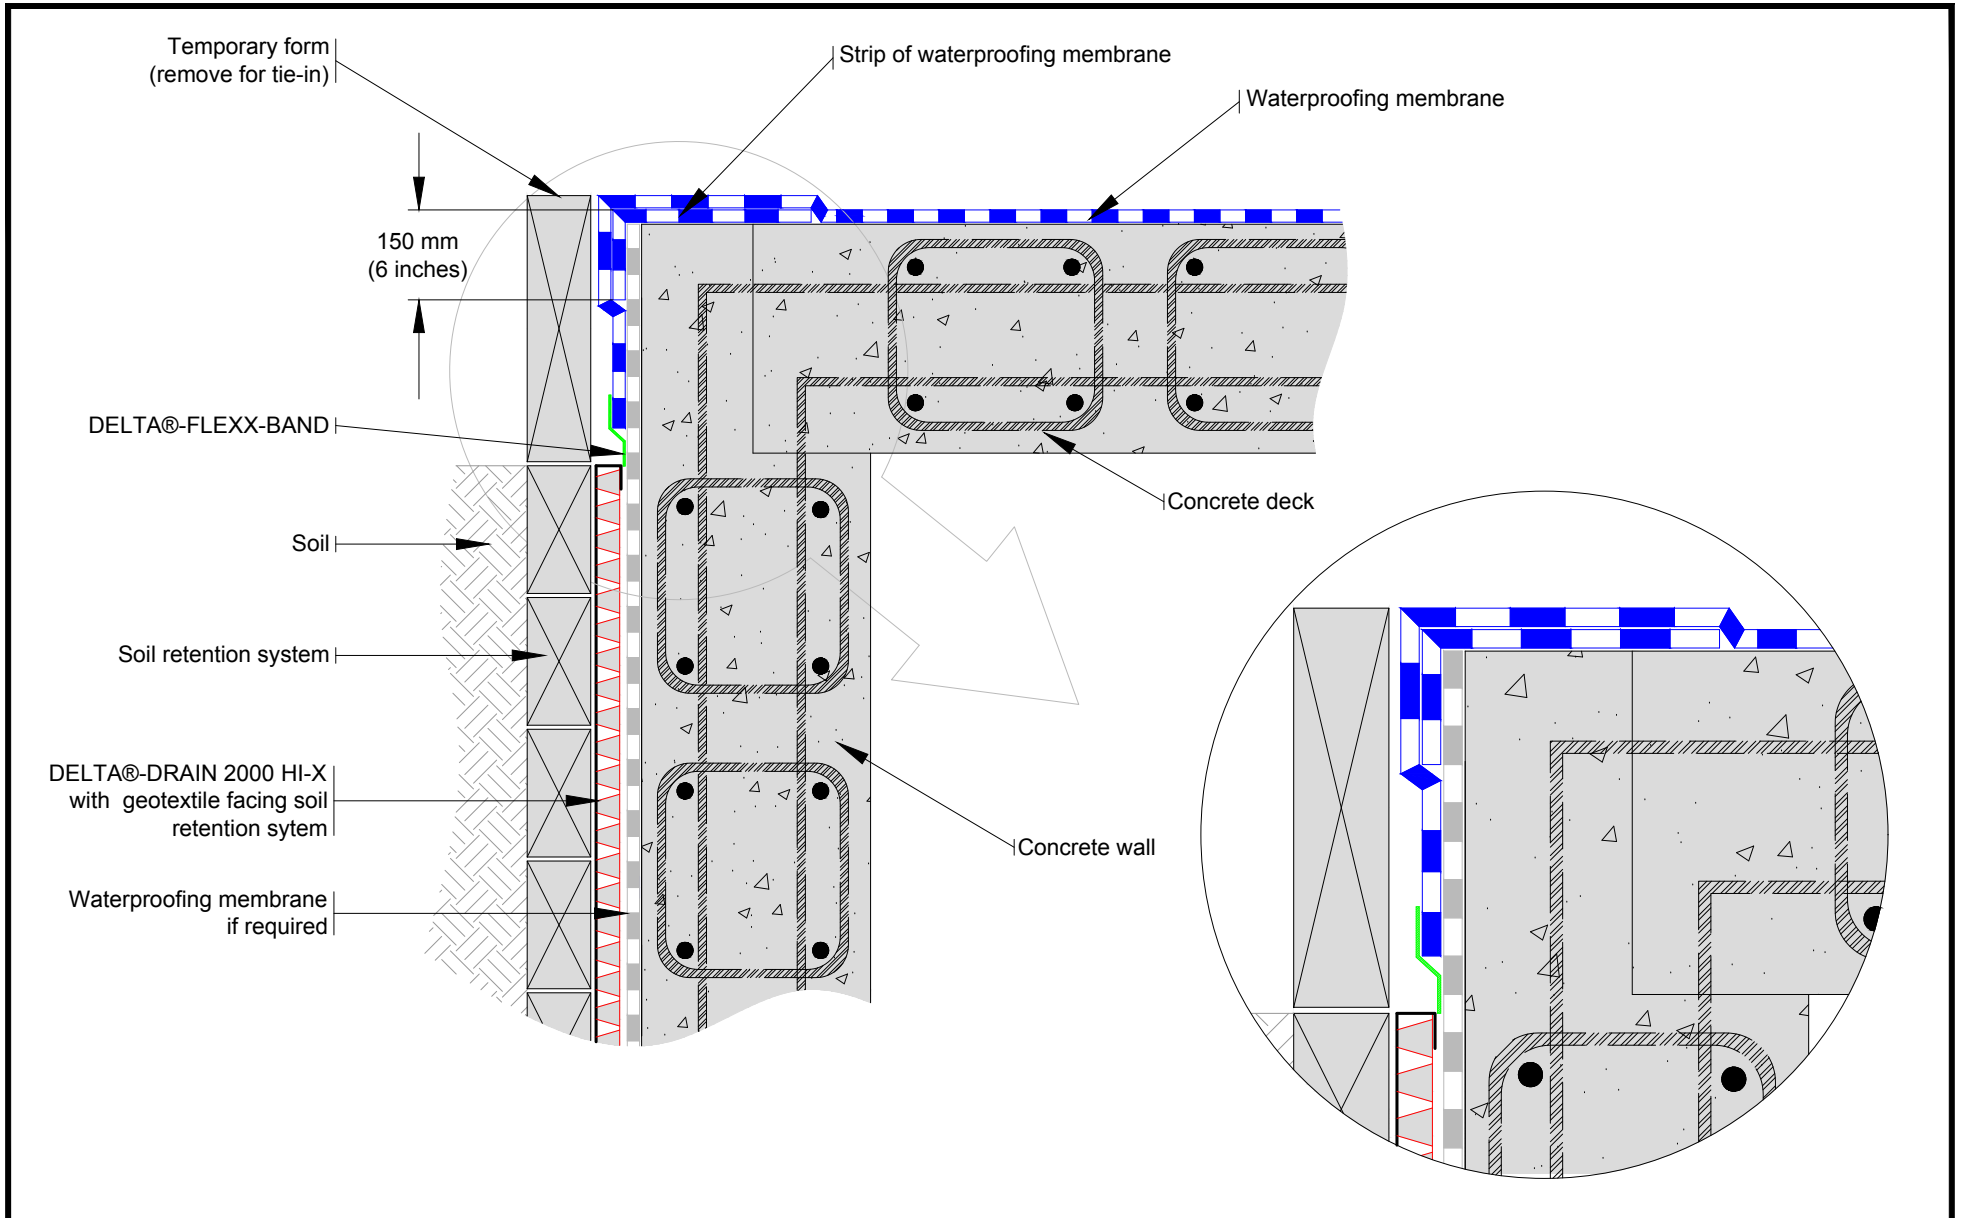 Temporary form
(remove for tie-in)
Strip of waterproofing membrane
Waterproofing membrane
150 mm
(6 inches)
DELTA®-FLEXX-BAND
Concrete deck
Soil
Soil retention system
DELTA®-DRAIN 2000 HI-X
with geotextile facing soil
retention sytem
Concrete wall
Waterproofing membrane
if required